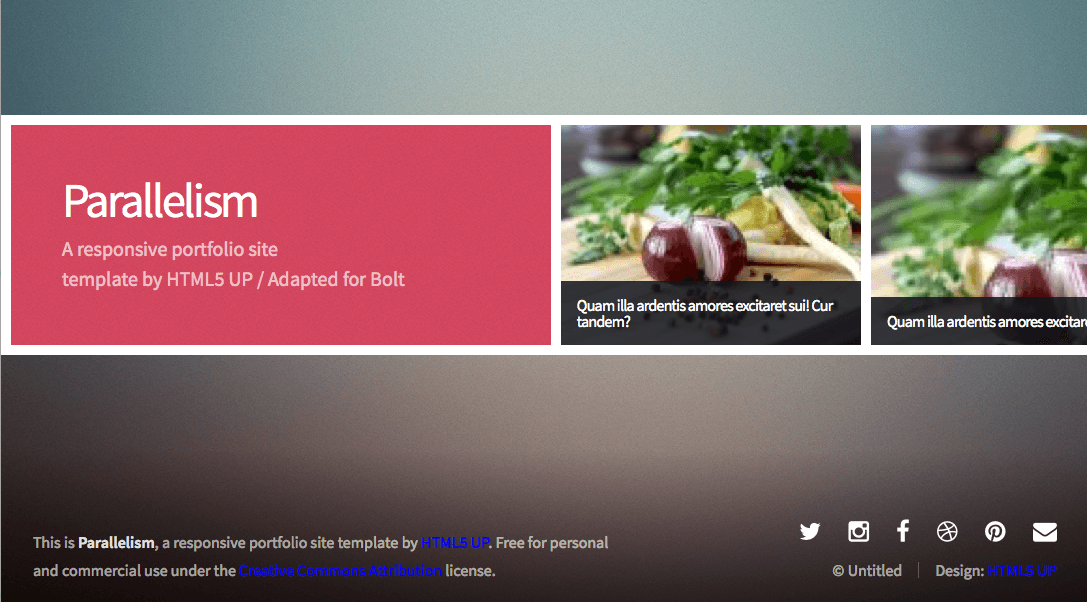 Parallelism
A responsive portfolio site
template by HTML5 UP / Adapted for Bolt
Quam illa ardentis amores excitaret sui! Cur
tandem?
Quam illa ardentis amores
This is Parallelism, a responsive portfolio site template by HTML5 UP. Free for personal
and commercial use under the Creative Commons Attribution license.
© Untitled
Design: HTML5 UP